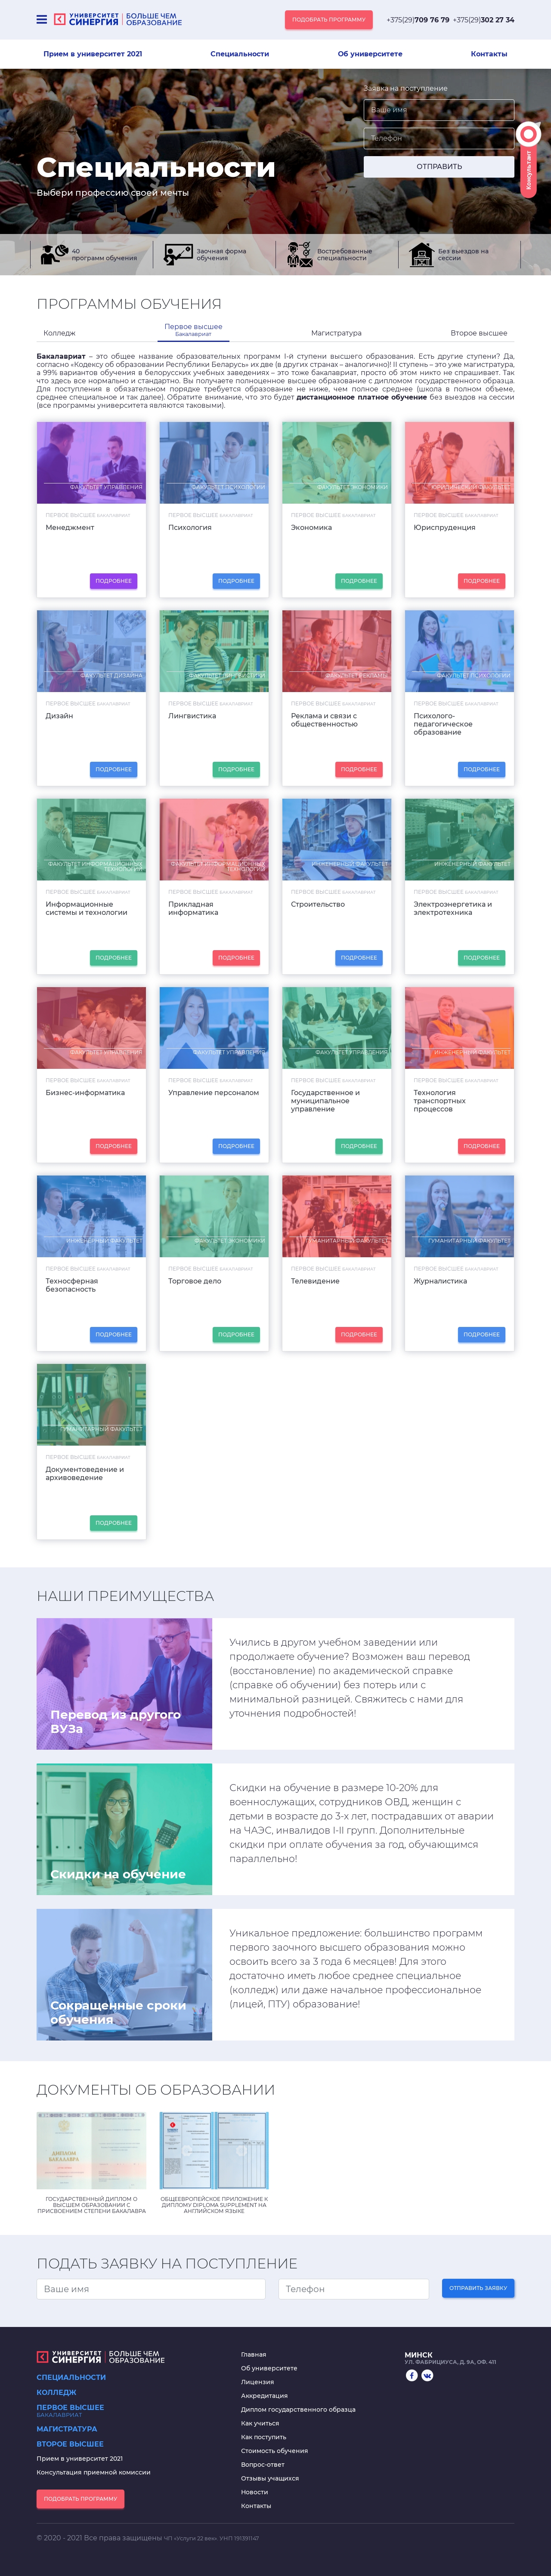 УНИВЕРСИТЕТ СИНЕРГИЯ
БОЛЬШЕ ЧЕМ ОБРАЗОВАНИЕ
ПОДОБРАТЬ ПРОГРАММУ
+375(29)709 76 79 +375(29)302 27 34
Прием в университет 2021
Специальности
Об университете
Контакты
Заявка на поступление
Ваше имя
Телефон
ОТПРАВИТЬ
Консультант
Специальности
Выбери профессию своей мечты
40
программ обучения
Заочная форма
обучения
Востребованные
специальности
Без выездов на
сессии
ПРОГРАММЫ ОБУЧЕНИЯ
Колледж
Первое высшее
Бакалавриат
Магистратура
Второе высшее
Бакалавриат – это общее название образовательных программ I-й ступени высшего образования. Есть другие ступени? Да,
согласно «Кодексу об образовании Республики Беларусь» их две (в других странах – аналогично)! II ступень – это уже магистратура,
а 99% вариантов обучения в белорусских учебных заведениях – это тоже бакалавриат, просто об этом никто не спрашивает. Так
что здесь все нормально и стандартно. Вы получаете полноценное высшее образование с дипломом государственного образца.
Для поступления в обязательном порядке требуется образование не ниже, чем полное среднее (школа в полном объеме,
среднее специальное и так далее). Обратите внимание, что это будет дистанционное платное обучение без выездов на сессии
(все программы университета являются таковыми).
ФАКУЛЬТЕТ УПРАВЛЕНИЯ
ПЕРВОЕ ВЫСШЕЕ БАКАЛАВРИАТ
Менеджмент
ПОДРОБНЕЕ
ФАКУЛЬТЕТ ПСИХОЛОГИИ
ПЕРВОЕ ВЫСШЕЕ БАКАЛАВРИАТ
Психология
ПОДРОБНЕЕ
ФАКУЛЬТЕТ ЭКОНОМИКИ
ПЕРВОЕ ВЫСШЕЕ БАКАЛАВРИАТ
Экономика
ПОДРОБНЕЕ
ЮРИДИЧЕСКИЙ ФАКУЛЬТЕТ
ПЕРВОЕ ВЫСШЕЕ БАКАЛАВРИАТ
Юриспруденция
ПОДРОБНЕЕ
ФАКУЛЬТЕТ ДИЗАЙНА
ПЕРВОЕ ВЫСШЕЕ БАКАЛАВРИАТ
Дизайн
ПОДРОБНЕЕ
ФАКУЛЬТЕТ ЛИНГВИСТИКИ
ПЕРВОЕ ВЫСШЕЕ БАКАЛАВРИАТ
Лингвистика
ПОДРОБНЕЕ
ФАКУЛЬТЕТ РЕКЛАМЫ
ПЕРВОЕ ВЫСШЕЕ БАКАЛАВРИАТ
Реклама и связи с
общественностью
ПОДРОБНЕЕ
ФАКУЛЬТЕТ ПСИХОЛОГИИ
ПЕРВОЕ ВЫСШЕЕ БАКАЛАВРИАТ
Психолого-
педагогическое
образование
ПОДРОБНЕЕ
ФАКУЛЬТЕТ ИНФОРМАЦИОННЫХ
ТЕХНОЛОГИЙ
ПЕРВОЕ ВЫСШЕЕ БАКАЛАВРИАТ
Информационные
системы и технологии
ПОДРОБНЕЕ
ФАКУЛЬТЕТ ИНФОРМАЦИОННЫХ
ТЕХНОЛОГИЙ
ПЕРВОЕ ВЫСШЕЕ БАКАЛАВРИАТ
Прикладная
информатика
ПОДРОБНЕЕ
ИНЖЕНЕРНЫЙ ФАКУЛЬТЕТ
ПЕРВОЕ ВЫСШЕЕ БАКАЛАВРИАТ
Строительство
ПОДРОБНЕЕ
ИНЖЕНЕРНЫЙ ФАКУЛЬТЕТ
ПЕРВОЕ ВЫСШЕЕ БАКАЛАВРИАТ
Электроэнергетика и
электротехника
ПОДРОБНЕЕ
ФАКУЛЬТЕТ УПРАВЛЕНИЯ
ПЕРВОЕ ВЫСШЕЕ БАКАЛАВРИАТ
Бизнес-информатика
ПОДРОБНЕЕ
ФАКУЛЬТЕТ УПРАВЛЕНИЯ
ПЕРВОЕ ВЫСШЕЕ БАКАЛАВРИАТ
Управление персоналом
ПОДРОБНЕЕ
ФАКУЛЬТЕТ УПРАВЛЕНИЯ
ПЕРВОЕ ВЫСШЕЕ БАКАЛАВРИАТ
Государственное и
муниципальное
управление
ПОДРОБНЕЕ
ИНЖЕНЕРНЫЙ ФАКУЛЬТЕТ
ПЕРВОЕ ВЫСШЕЕ БАКАЛАВРИАТ
Технология
транспортных
процессов
ПОДРОБНЕЕ
ИНЖЕНЕРНЫЙ ФАКУЛЬТЕТ
ПЕРВОЕ ВЫСШЕЕ БАКАЛАВРИАТ
Техносферная
безопасность
ПОДРОБНЕЕ
ФАКУЛЬТЕТ ЭКОНОМИКИ
ПЕРВОЕ ВЫСШЕЕ БАКАЛАВРИАТ
Торговое дело
ПОДРОБНЕЕ
ГУМАНИТАРНЫЙ ФАКУЛЬТЕТ
ПЕРВОЕ ВЫСШЕЕ БАКАЛАВРИАТ
Телевидение
ПОДРОБНЕЕ
ГУМАНИТАРНЫЙ ФАКУЛЬТЕТ
ПЕРВОЕ ВЫСШЕЕ БАКАЛАВРИАТ
Журналистика
ПОДРОБНЕЕ
ГУМАНИТАРНЫЙ ФАКУЛЬТЕТ
ПЕРВОЕ ВЫСШЕЕ БАКАЛАВРИАТ
Документоведение и
архивоведение
ПОДРОБНЕЕ
НАШИ ПРЕИМУЩЕСТВА
Перевод из другого
ВУЗа
Учились в другом учебном заведении или
продолжаете обучение? Возможен ваш перевод
(восстановление) по академической справке
(справке об обучении) без потерь или с
минимальной разницей. Свяжитесь с нами для
уточнения подробностей!
Скидки на обучение
Скидки на обучение в размере 10-20% для
военнослужащих, сотрудников ОВД, женщин с
детьми в возрасте до 3-х лет, пострадавших от аварии
на ЧАЭС, инвалидов I-II групп. Дополнительные
скидки при оплате обучения за год, обучающимся
параллельно!
Сокращенные сроки
обучения
Уникальное предложение: большинство программ
первого заочного высшего образования можно
освоить всего за 3 года 6 месяцев! Для этого
достаточно иметь любое среднее специальное
(колледж) или даже начальное профессиональное
(лицей, ПТУ) образование!
ДОКУМЕНТЫ ОБ ОБРАЗОВАНИИ
ДИПЛОМ
БАКАЛАВРА
ГОСУДАРСТВЕННЫЙ ДИПЛОМ О
ВЫСШЕМ ОБРАЗОВАНИИ С
ПРИСВОЕНИЕМ СТЕПЕНИ БАКАЛАВРА
ОБЩЕЕВРОПЕЙСКОЕ ПРИЛОЖЕНИЕ К
ДИПЛОМУ DIPLOMA SUPPLEMENT НА
АНГЛИЙСКОМ ЯЗЫКЕ
ПОДАТЬ ЗАЯВКУ НА ПОСТУПЛЕНИЕ
Ваше имя
Телефон
ОТПРАВИТЬ ЗАЯВКУ
УНИВЕРСИТЕТ СИНЕРГИЯ
БОЛЬШЕ ЧЕМ ОБРАЗОВАНИЕ
СПЕЦИАЛЬНОСТИ
КОЛЛЕДЖ
ПЕРВОЕ ВЫСШЕЕ
БАКАЛАВРИАТ
МАГИСТРАТУРА
ВТОРОЕ ВЫСШЕЕ
Прием в университет 2021
Консультация приемной комиссии
ПОДОБРАТЬ ПРОГРАММУ
Главная
Об университете
Лицензия
Аккредитация
Диплом государственного образца
Как учиться
Как поступить
Стоимость обучения
Вопрос-ответ
Отзывы учащихся
Новости
Контакты
МИНСК
УЛ. ФАБРИЦИУСА, Д. 9А, ОФ. 411
© 2020 - 2021 Все права защищены ЧП «Услуги 22 век». УНП 191391147